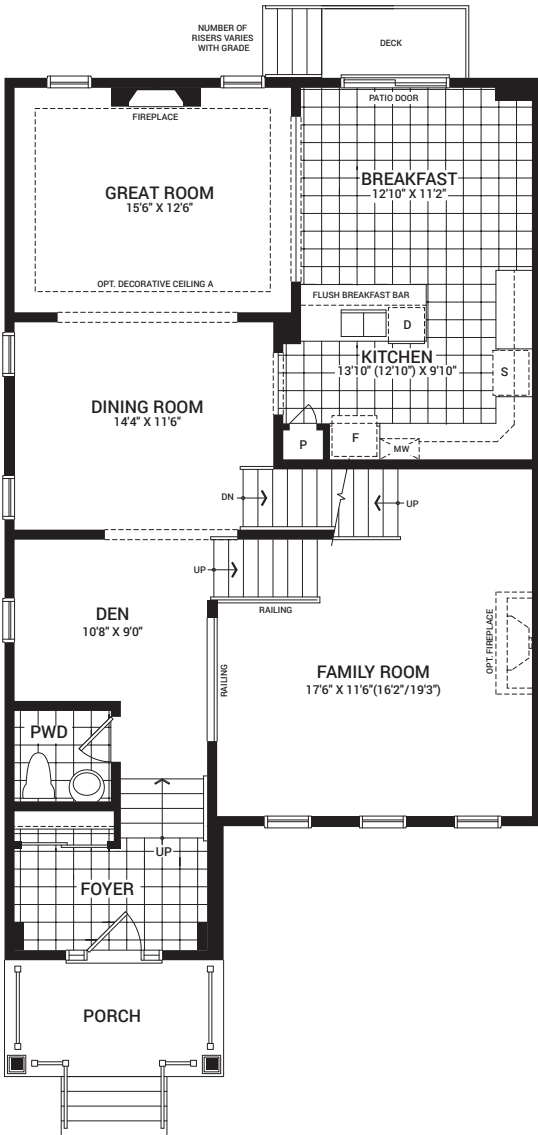 NUMBER OF
RISERS VARIES
WITH GRADE
DECK
PATIO DOOR
FIREPLACE
GREAT ROOM
15'6" X 12'6"
OPT. DECORATIVE CEILING A
BREAKFAST
12'10" X 11'2"
FLUSH BREAKFAST BAR
D
KITCHEN
13'10" (12'10") X 9'10"
S
DINING ROOM
14'4" X 11'6"
P
F
MW
DN
UP
UP
RAILING
DEN
10'8" X 9'0"
RAILING
OPT. FIREPLACE
FAMILY ROOM
17'6" X 11'6"(16'2"/19'3")
PWD
UP
FOYER
PORCH